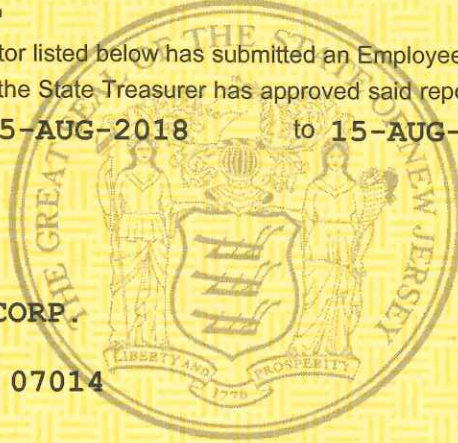 tor listed below has submitted an Employee
the State Treasurer has approved said repo
5-AUG-2018 to 15-AUG-
CORP.
07014
THE GREAT SEAL OF THE STATE OF NEW JERSEY
LIBERTY AND PROSPERITY
1776